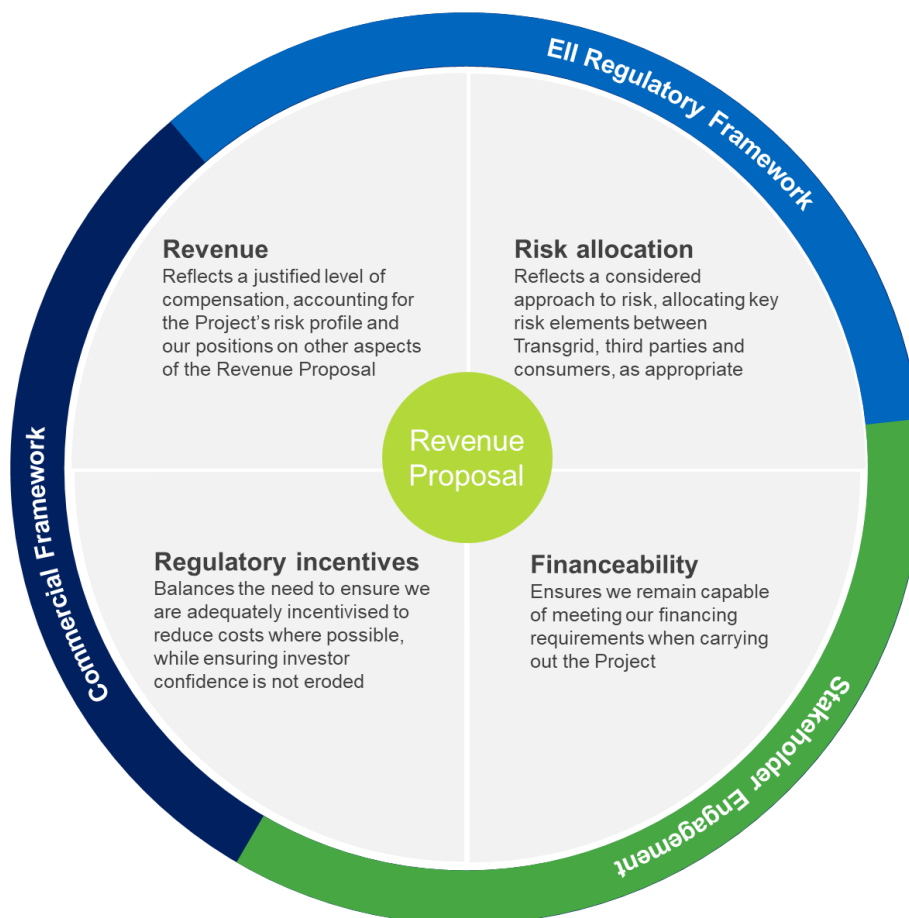 EII Regulatory Framework
Revenue
Reflects a justified level of
compensation, accounting for
the Project's risk profile and
our positions on other aspects
of the Revenue Proposal
Risk allocation
Reflects a considered
approach to risk, allocating key
risk elements between
Transgrid, third parties and
consumers, as appropriate
Revenue
Proposal
Commercial Framework
Regulatory incentives
Balances the need to ensure we
are adequately incentivised to
reduce costs where possible,
while ensuring investor
confidence is not eroded
Financeability
Ensures we remain capable
of meeting our financing
requirements when carrying
out the Project
Stakeholder Engagement